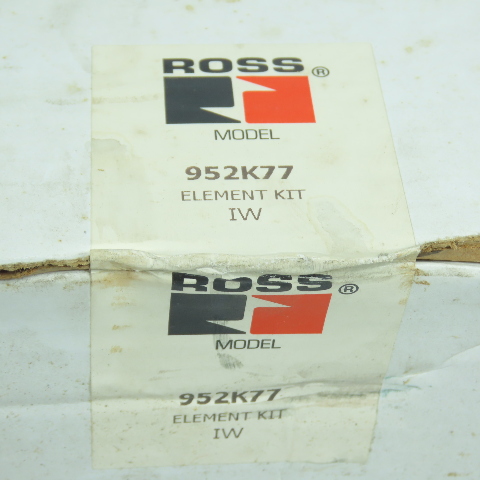 ROSS®
MODEL
952K77
ELEMENT KIT
IW
ROSS®
MODEL
952K77
ELEMENT KIT
IW